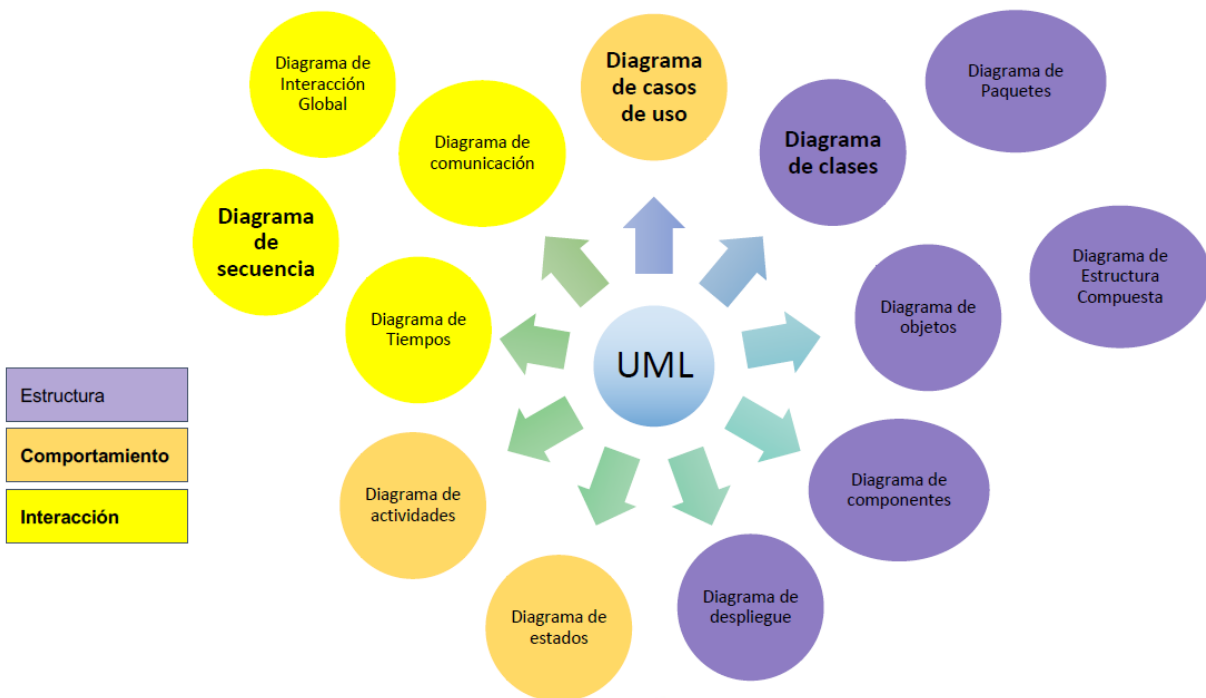 Diagrama de
Interacción
Global
Diagrama de
comunicación
Diagrama
de casos
de uso
Diagrama
de clases
Diagrama de
Paquetes
Diagrama
de
secuencia
Diagrama de
Tiempos
UML
Diagrama de
objetos
Diagrama de
Estructura
Compuesta
Estructura
Comportamiento
Interacción
Diagrama de
actividades
Diagrama de
estados
Diagrama de
despliegue
Diagrama de
componentes